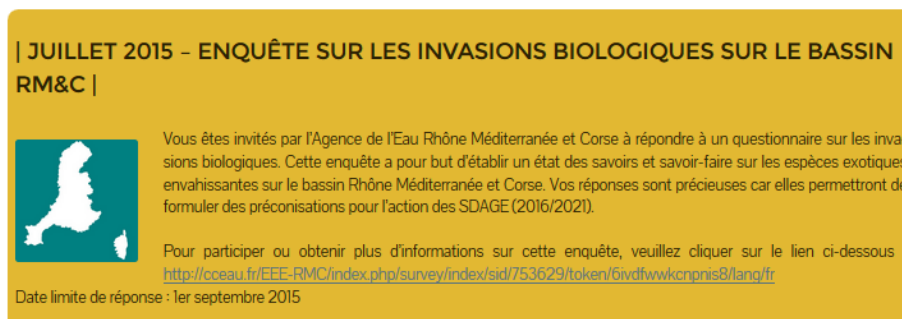 | JUILLET 2015 – ENQUÊTE SUR LES INVASIONS BIOLOGIQUES SUR LE BASSIN
RM&C |
Vous êtes invités par l'Agence de l'Eau Rhône Méditerranée et Corse à répondre à un questionnaire sur les inva-
sions biologiques. Cette enquête a pour but d'établir un état des savoirs et savoir-faire sur les espèces exotiques
envahissantes sur le bassin Rhône Méditerranée et Corse. Vos réponses sont précieuses car elles permettront de
formuler des préconisations pour l'action des SDAGE (2016/2021).
Pour participer ou obtenir plus d'informations sur cette enquête, veuillez cliquer sur le lien ci-dessous
http://cceau.fr/EEE-RMC/index.php/survey/index/sid/753629/token/6ivdfwwkcnpnis8/lang/fr
Date limite de réponse : 1er septembre 2015